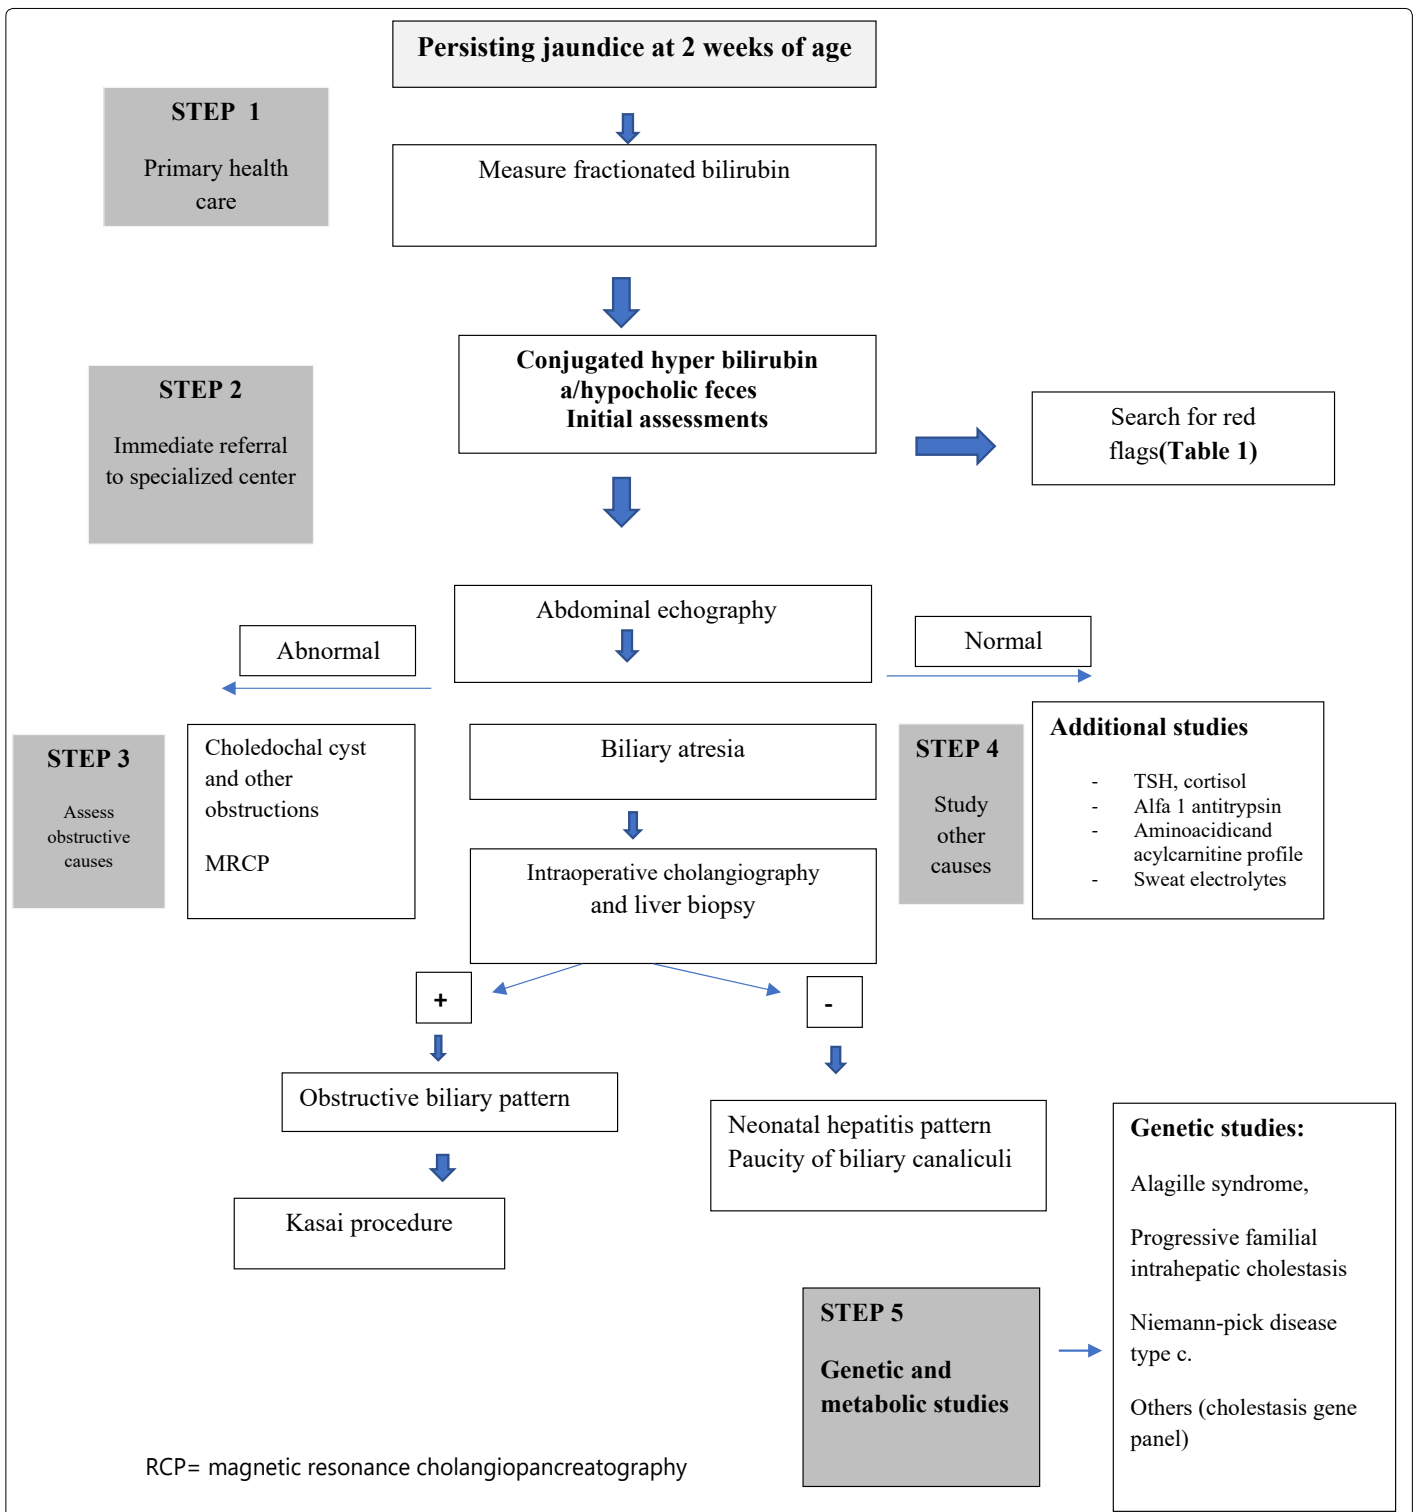 Persisting jaundice at 2 weeks of age
STEP 1
Primary health
care
Measure fractionated bilirubin
Conjugated hyper bilirubin
a/hypocholic feces
Initial assessments
STEP 2
Immediate referral
to specialized center
Search for red
flags(Table 1)
Abdominal echography
Abnormal
Normal
STEP 3
Assess
obstructive
causes
Choledochal cyst
and other
obstructions
MRCP
Biliary atresia
STEP 4
Study
other
causes
Additional studies
- TSH, cortisol
- Alfa 1 antitrypsin
- Aminoacidicand
acylcarnitine profile
- Sweat electrolytes
Intraoperative cholangiography
and liver biopsy
+
-
Obstructive biliary pattern
Neonatal hepatitis pattern
Paucity of biliary canaliculi
Kasai procedure
STEP 5
Genetic and
metabolic studies
Genetic studies:
Alagille syndrome,
Progressive familial
intrahepatic cholestasis
Niemann-pick disease
type c.
Others (cholestasis gene
panel)
RCP= magnetic resonance cholangiopancreatography